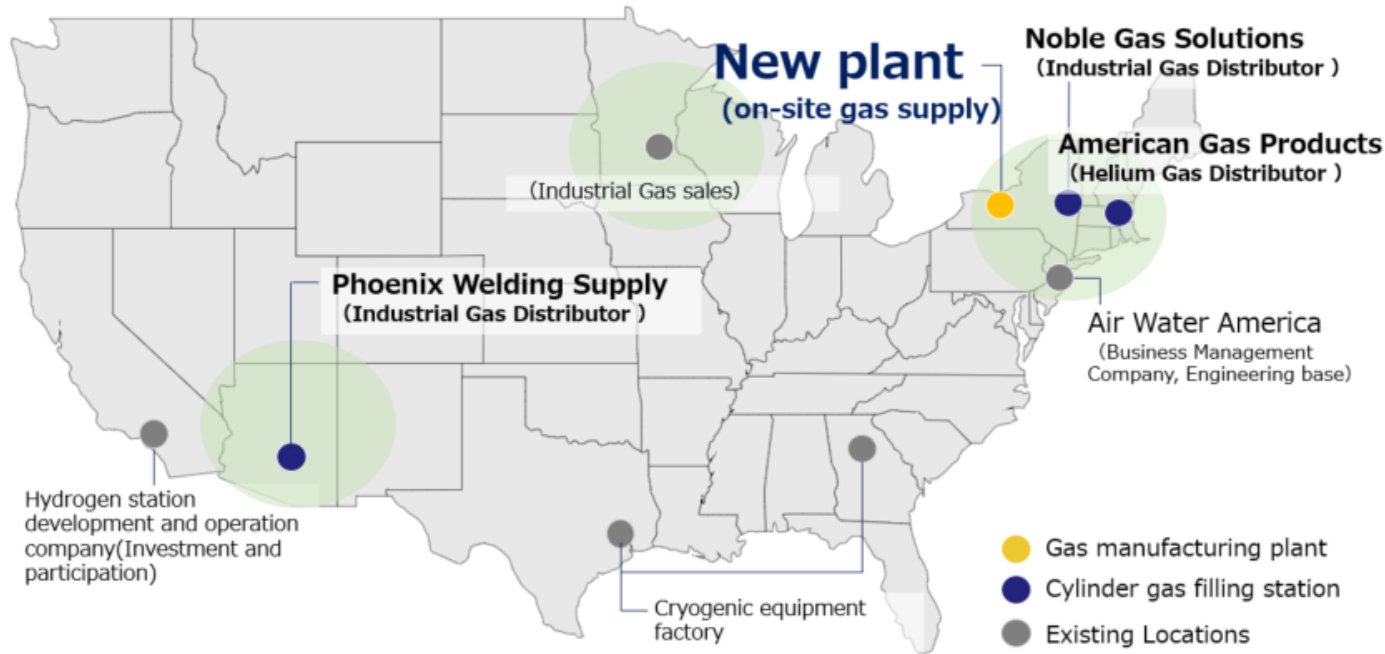 New plant
(on-site gas supply)
Noble Gas Solutions
(Industrial Gas Distributor )
American Gas Products
(Helium Gas Distributor )
(Industrial Gas sales)
Phoenix Welding Supply
(Industrial Gas Distributor )
Air Water America
(Business Management
Company, Engineering base)
Hydrogen station
development and operation
company(Investment and
participation)
Cryogenic equipment
factory
Gas manufacturing plant
Cylinder gas filling station
Existing Locations